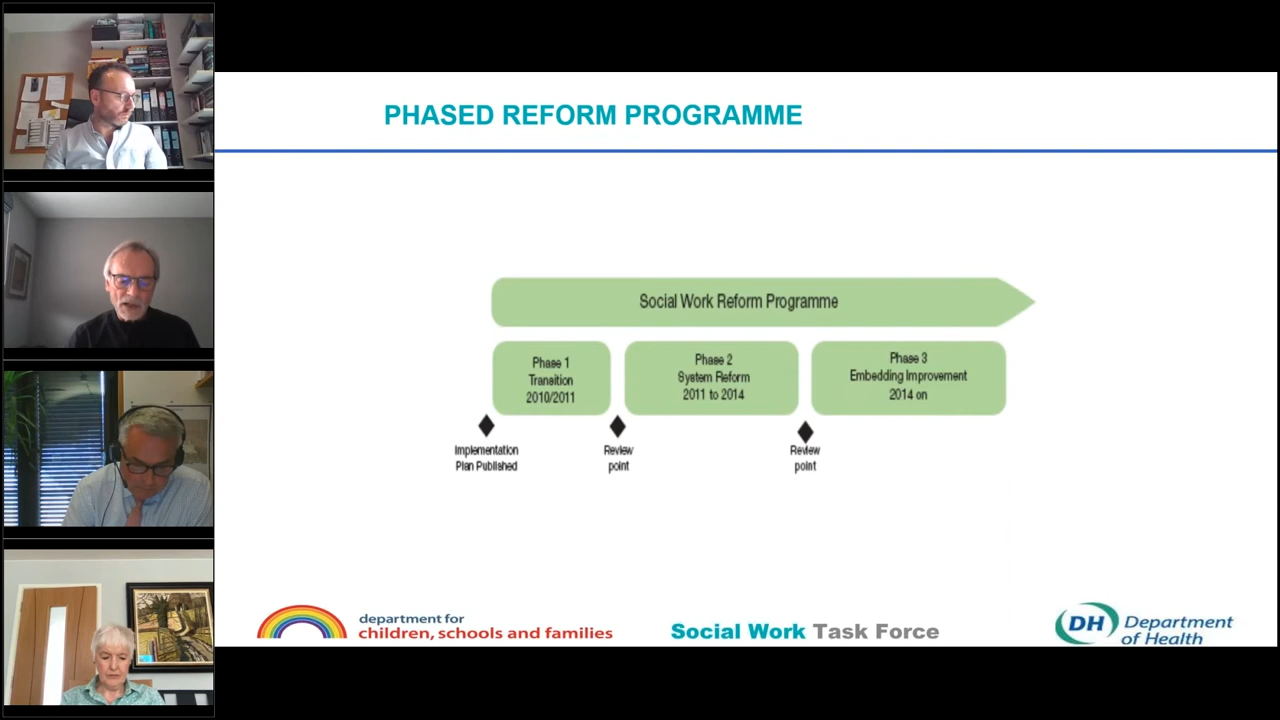 PHASED REFORM PROGRAMME
Social Work Reform Programme
Phase 1
Transition
2010/2011
Phase 2
System Reform
2011 to 2014
Phase 3
Embedding Improvement
2014 on
Implementation
Plan Published
Review
point
Review
point
department for
children, schools and families
Social Work Task Force
DH Department
of Health